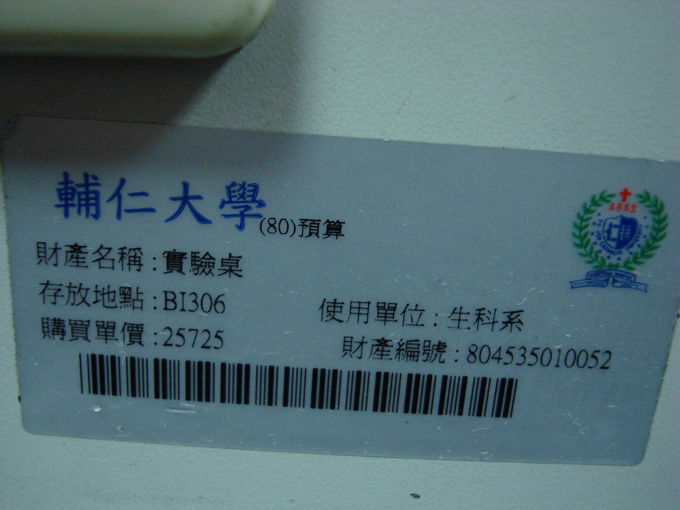 輔仁大學(80)預算
財產名稱:實驗桌
存放地點:BI306 使用單位:生科系
購買單價:25725 財產編號:804535010052